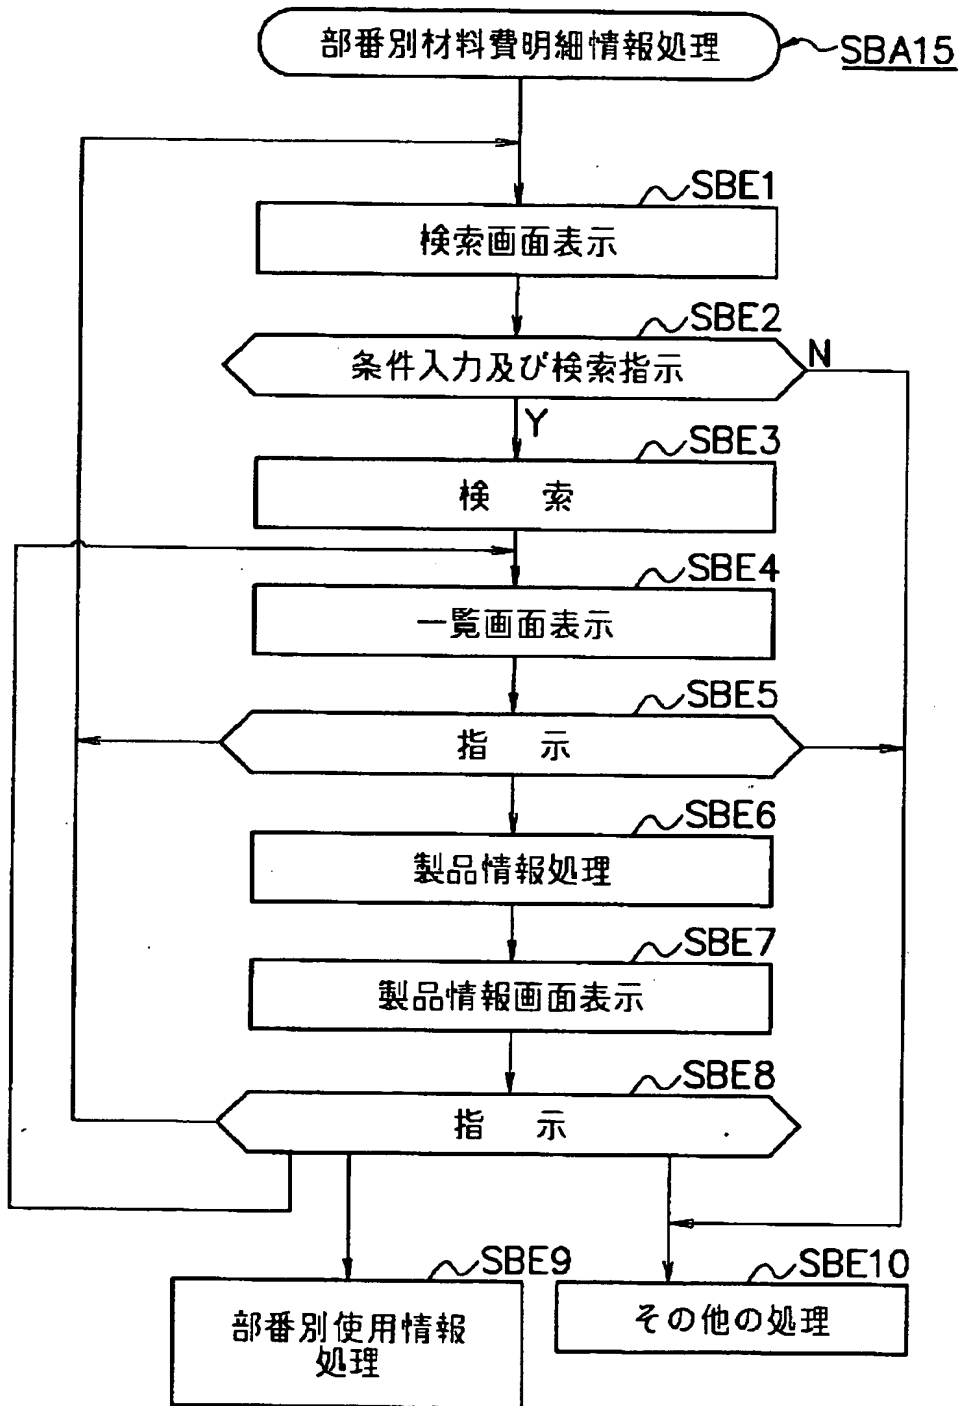 部番別材料費明細情報処理
SBA15
SBE1
検索画面表示
SBE2
条件入力及び検索指示
N
Y
SBE3
検　索
SBE4
一覧画面表示
SBE5
指　示
SBE6
製品情報処理
SBE7
製品情報画面表示
SBE8
指　示
SBE9
部番別使用情報
処理
SBE10
その他の処理